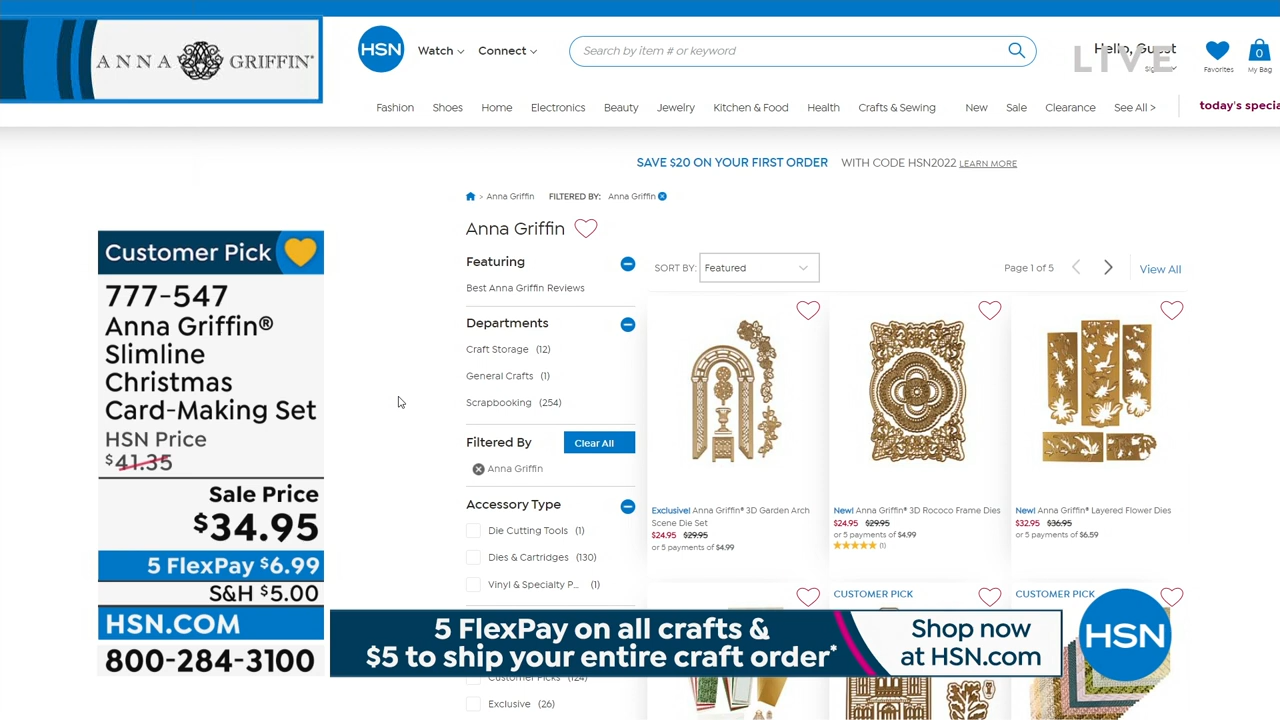 ANNA GRIFFIN®
HSN
Watch
Connect
Search by item # or keyword
Hello, Guest
LIVE
Favorites
0
My Bag
Fashion
Shoes
Home
Electronics
Beauty
Jewelry
Kitchen & Food
Health
Crafts & Sewing
New
Sale
Clearance
See All >
today's specia
SAVE $20 ON YOUR FIRST ORDER WITH CODE HSN2022 LEARN MORE
> Anna Griffin FILTERED BY: Anna Griffin
Anna Griffin
Customer Pick
777-547
Anna Griffin®
Slimline
Christmas
Card-Making Set
HSN Price
$41.35
Sale Price
$34.95
5 FlexPay $6.99
S&H $5.00
HSN.COM
800-284-3100
Featuring
Best Anna Griffin Reviews
Departments
Craft Storage (12)
General Crafts (1)
Scrapbooking (254)
Filtered By
Clear All
Anna Griffin
Accessory Type
Die Cutting Tools (1)
Dies & Cartridges (130)
Vinyl & Specialty P... (1)
Customer Picks (124)
Exclusive (26)
SORT BY: Featured
Page 1 of 5
View All
Exclusive! Anna Griffin® 3D Garden Arch
Scene Die Set
$24.95 $29.95
or 5 payments of $4.99
New! Anna Griffin® 3D Rococo Frame Dies
$24.95 $29.95
or 5 payments of $4.99
(1)
New! Anna Griffin® Layered Flower Dies
$32.95 $36.95
or 5 payments of $6.59
CUSTOMER PICK
CUSTOMER PICK
5 FlexPay on all crafts &
$5 to ship your entire craft order*
Shop now
at HSN.com
HSN